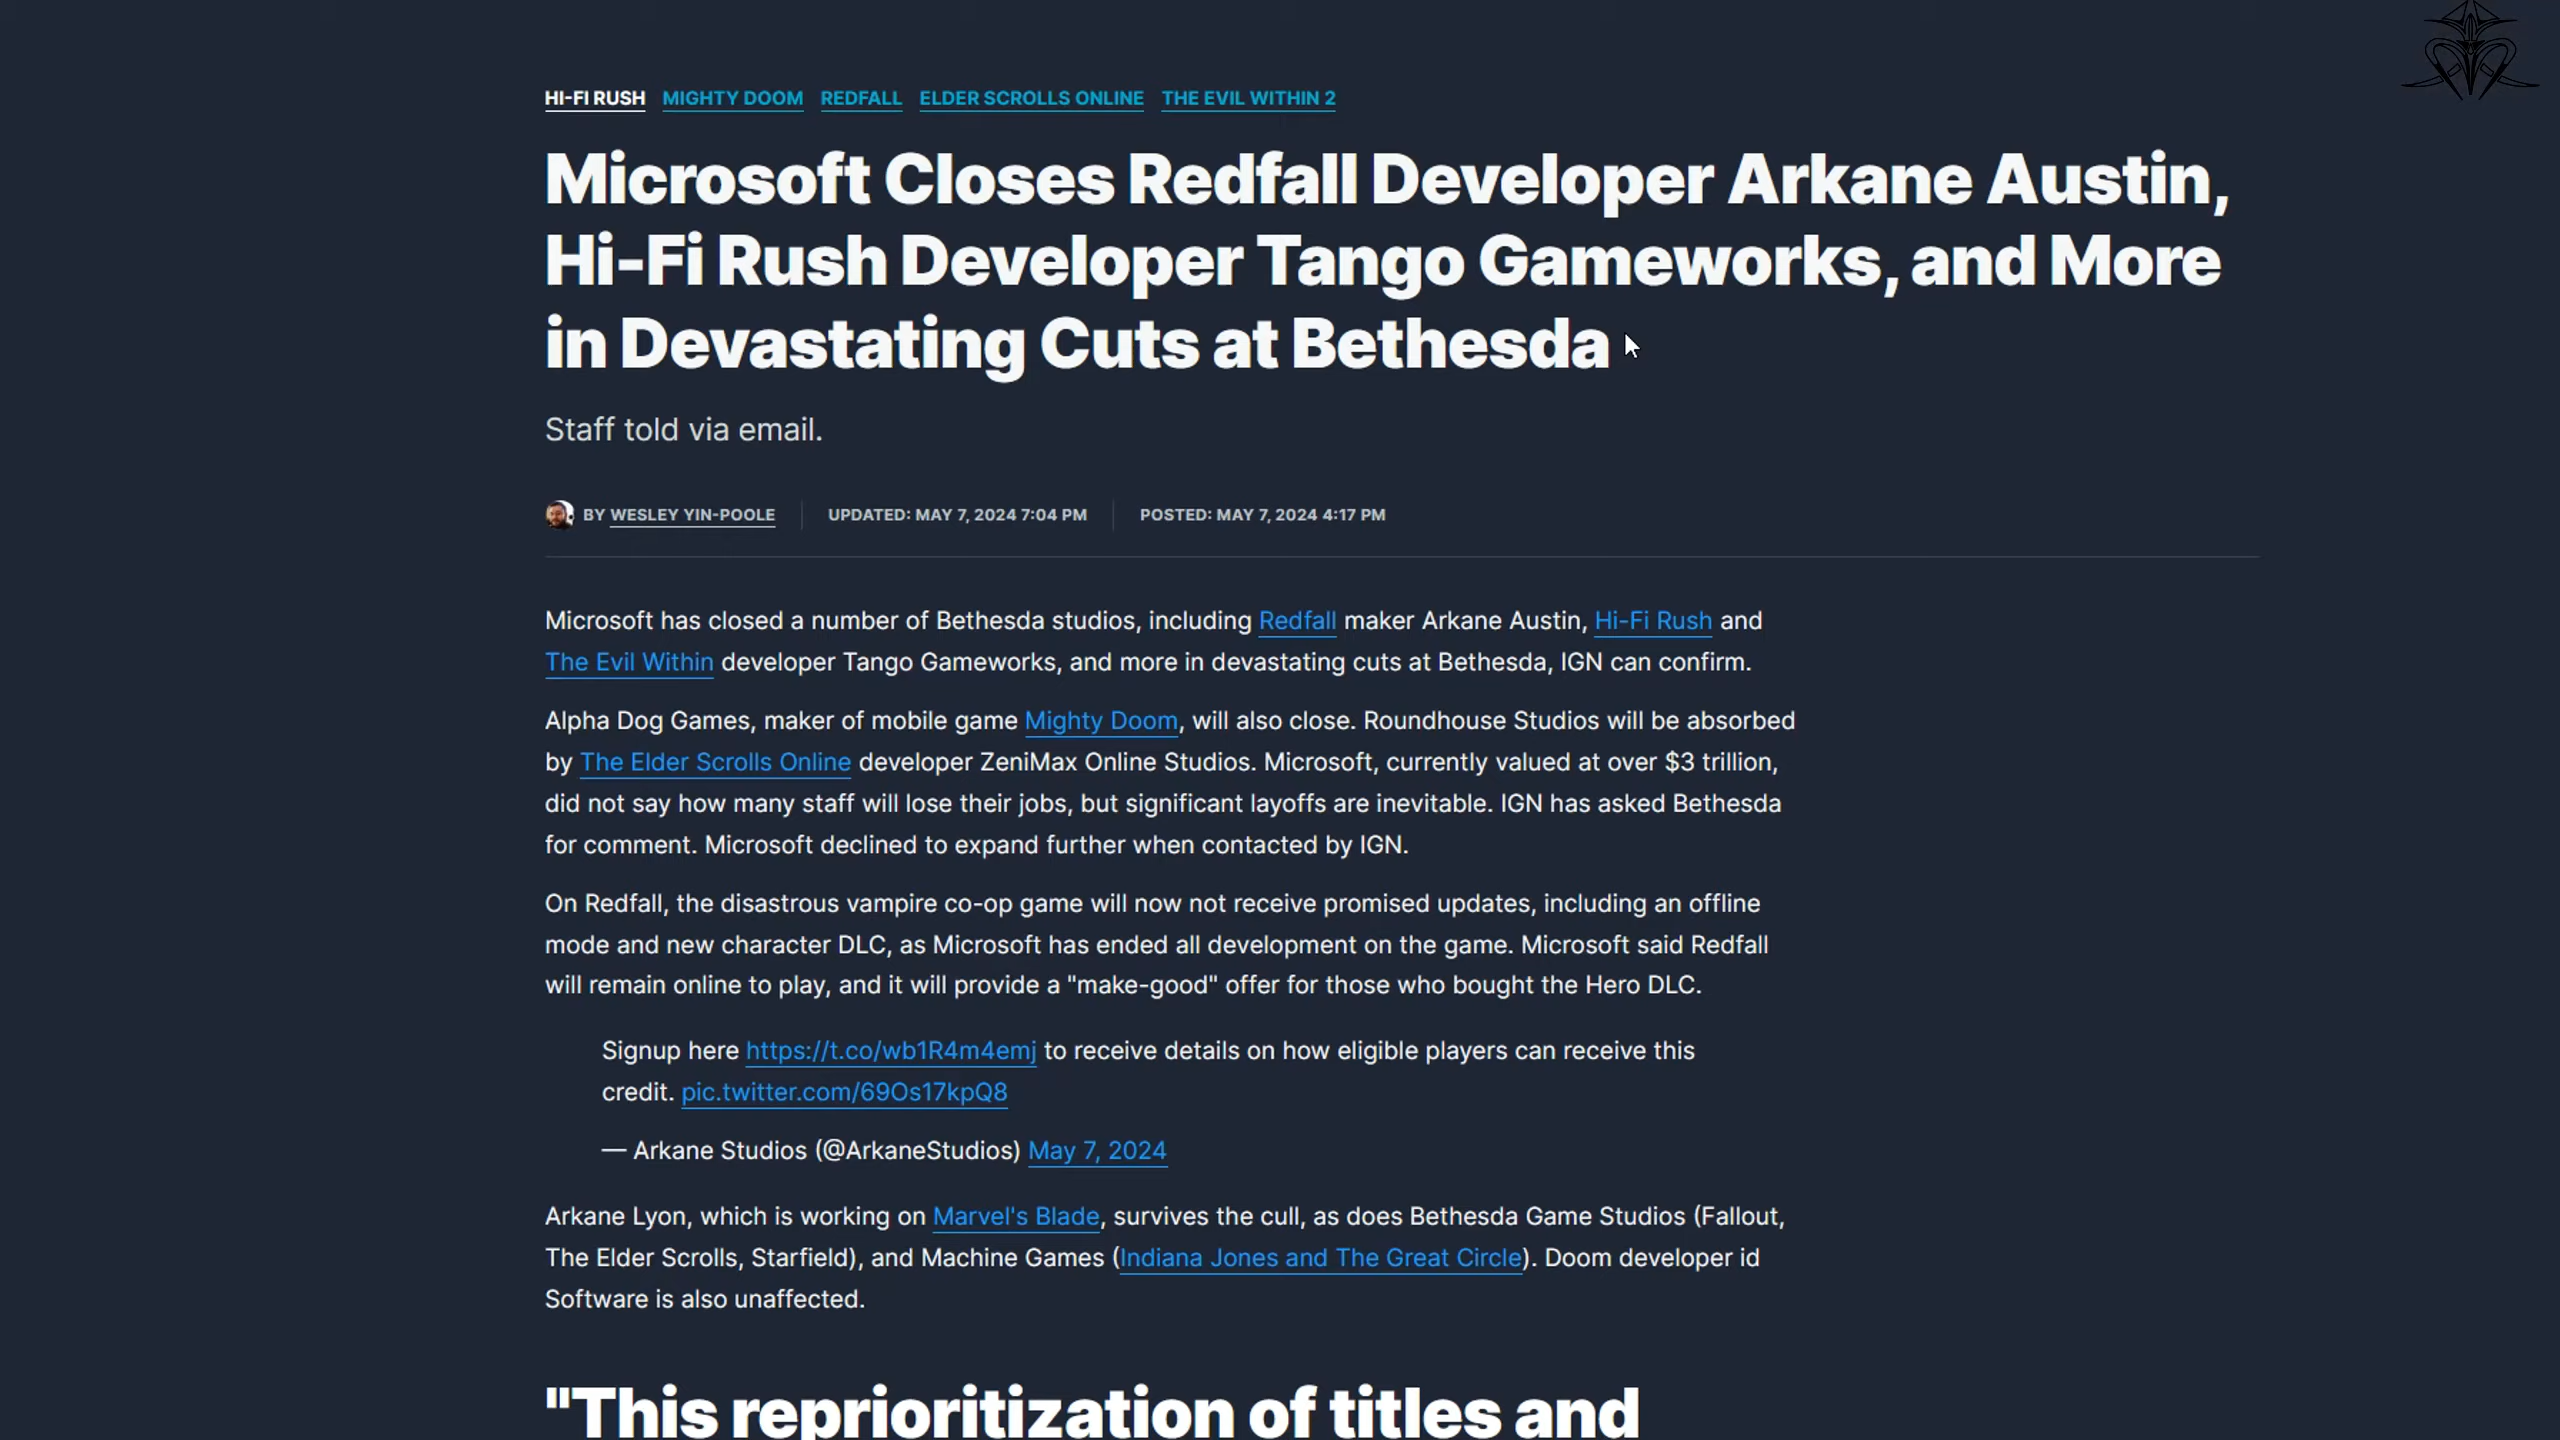 HI-FI RUSH MIGHTY DOOM REDFALL ELDER SCROLLS ONLINE THE EVIL WITHIN 2
Microsoft Closes Redfall Developer Arkane Austin,
Hi-Fi Rush Developer Tango Gameworks, and More
in Devastating Cuts at Bethesda
Staff told via email.
BY WESLEY YIN-POOLE UPDATED: MAY 7, 2024 7:04 PM POSTED: MAY 7, 2024 4:17 PM
Microsoft has closed a number of Bethesda studios, including Redfall maker Arkane Austin, Hi-Fi Rush and
The Evil Within developer Tango Gameworks, and more in devastating cuts at Bethesda, IGN can confirm.
Alpha Dog Games, maker of mobile game Mighty Doom, will also close. Roundhouse Studios will be absorbed
by The Elder Scrolls Online developer ZeniMax Online Studios. Microsoft, currently valued at over $3 trillion,
did not say how many staff will lose their jobs, but significant layoffs are inevitable. IGN has asked Bethesda
for comment. Microsoft declined to expand further when contacted by IGN.
On Redfall, the disastrous vampire co-op game will now not receive promised updates, including an offline
mode and new character DLC, as Microsoft has ended all development on the game. Microsoft said Redfall
will remain online to play, and it will provide a "make-good" offer for those who bought the Hero DLC.
Signup here https://t.co/wb1R4m4emj to receive details on how eligible players can receive this
credit. pic.twitter.com/69Os17kpQ8
— Arkane Studios (@ArkaneStudios) May 7, 2024
Arkane Lyon, which is working on Marvel's Blade, survives the cull, as does Bethesda Game Studios (Fallout,
The Elder Scrolls, Starfield), and Machine Games (Indiana Jones and The Great Circle). Doom developer id
Software is also unaffected.
"This reprioritization of titles and